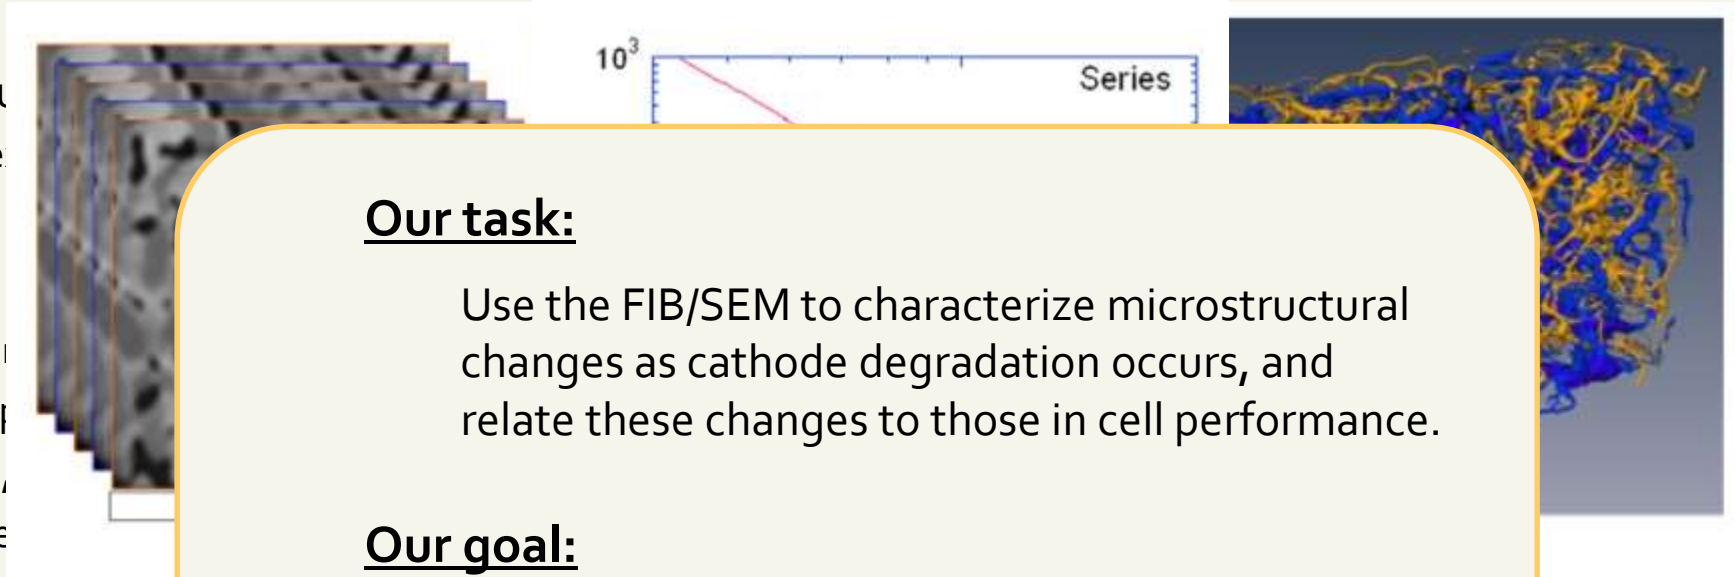 10³
Series
Our task:
Use the FIB/SEM to characterize microstructural
changes as cathode degradation occurs, and
relate these changes to those in cell performance.
Our goal: